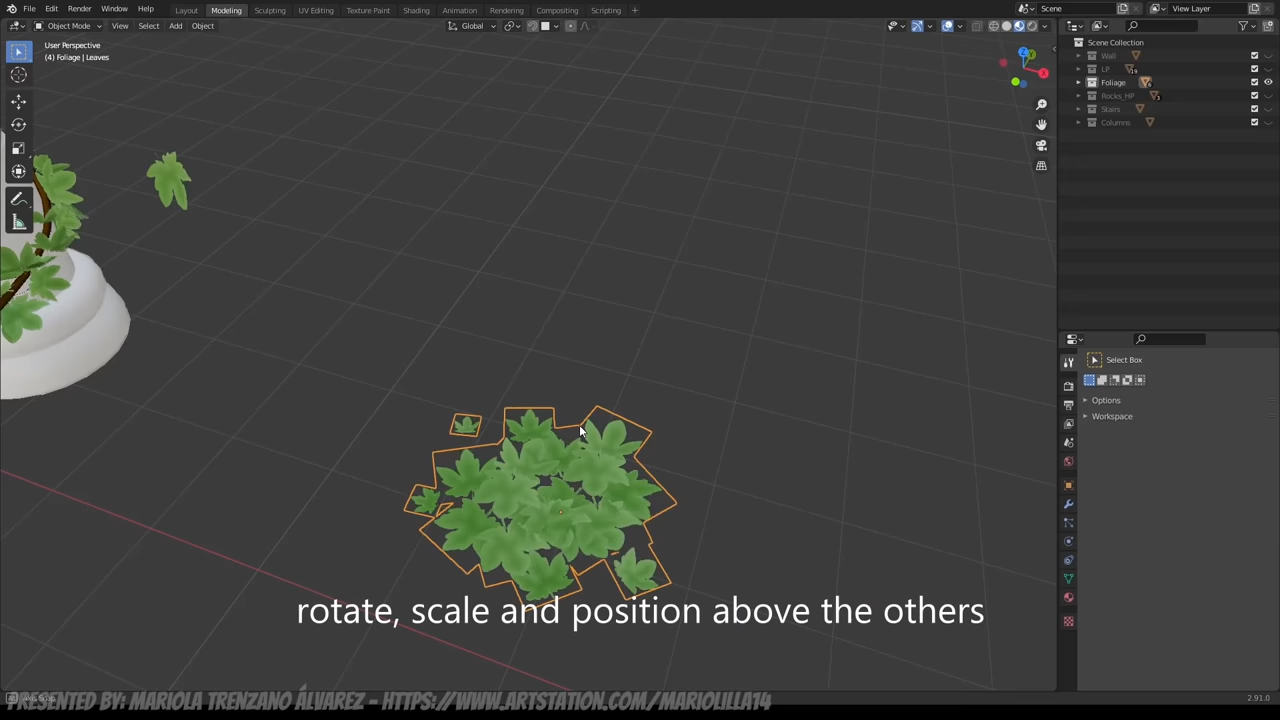 File Edit Render Window Help Layout Modeling Sculpting UV Editing Texture Paint Shading Animation Rendering Compositing Scripting + Scene View Layer
Object Mode View Select Add Object Global
User Perspective
(4) Foliage | Leaves
Scene Collection
Wall
LP
Foliage
Rocks_HP
Stairs
Columns
Select Box
Options
Workspace
rotate, scale and position above the others
PRESENTED BY: MARIOLA TRENZANO ÁLVAREZ - HTTPS://WWW.ARTSTATION.COM/MARIOLILLA14
2.91.0